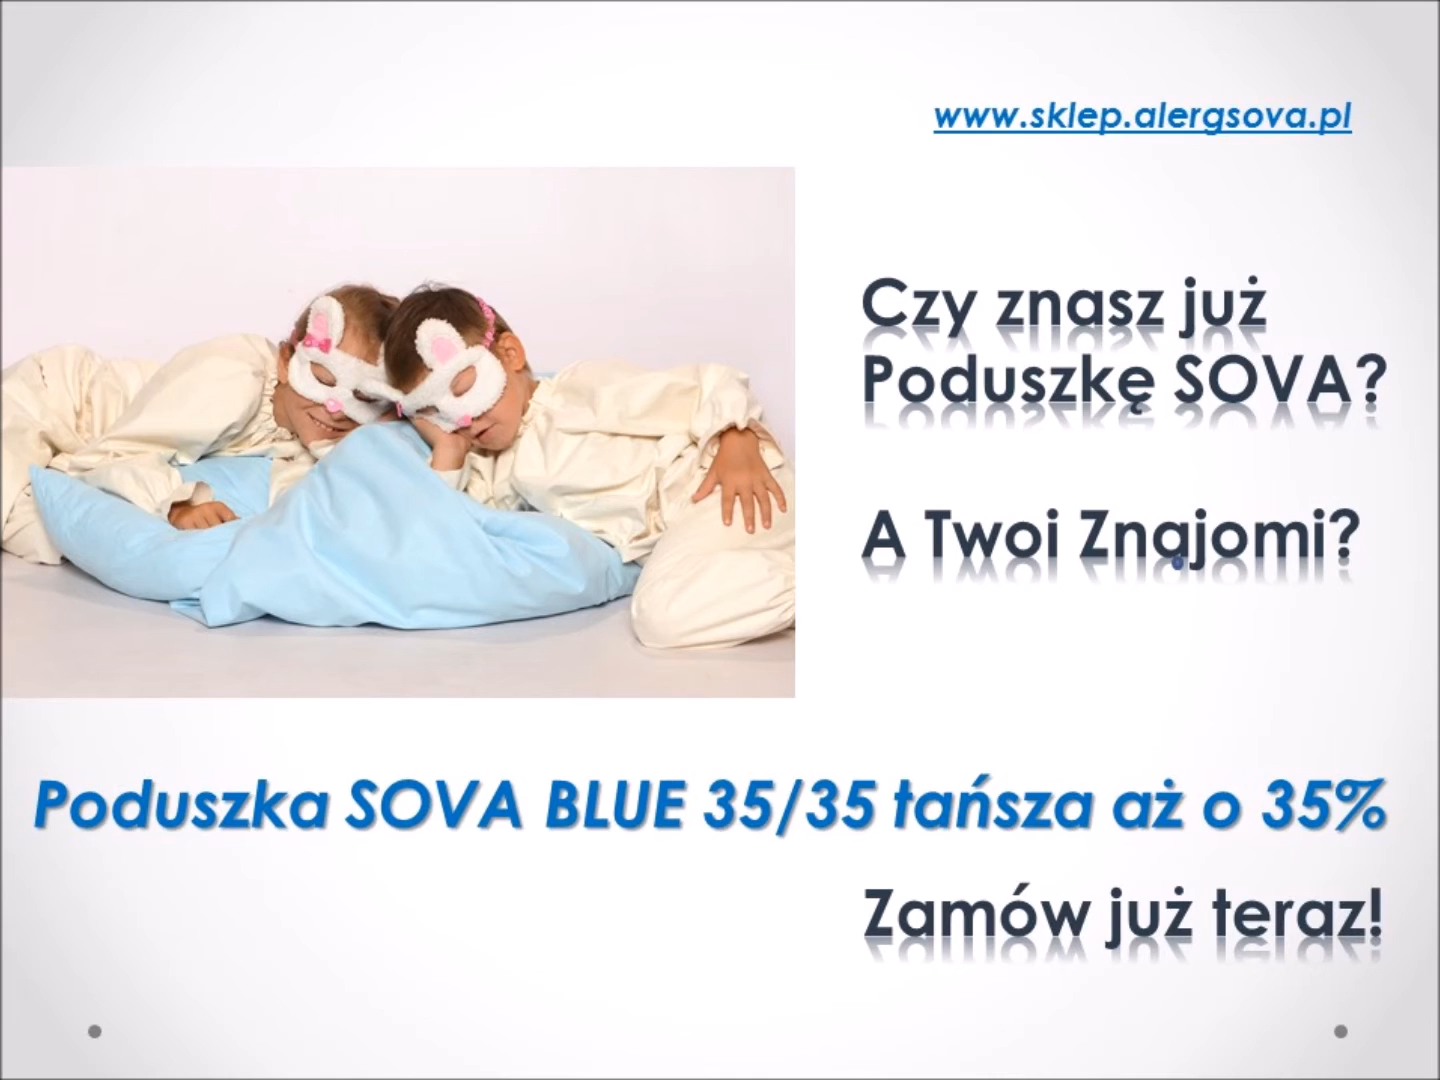 www.sklep.alergsova.pl
Czy znasz już
Poduszkę SOVA?
A Twoi Znajomi?
Poduszka SOVA BLUE 35/35 tańsza aż o 35%
Zamów już teraz!